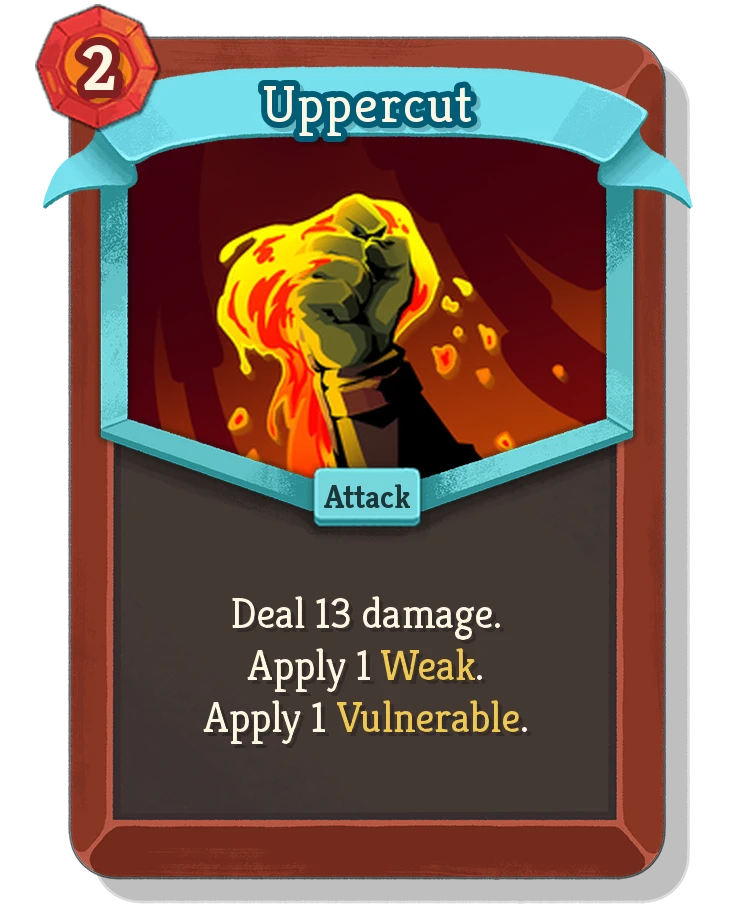 2
Uppercut
Attack
Deal 13 damage.
Apply 1 Weak.
Apply 1 Vulnerable.